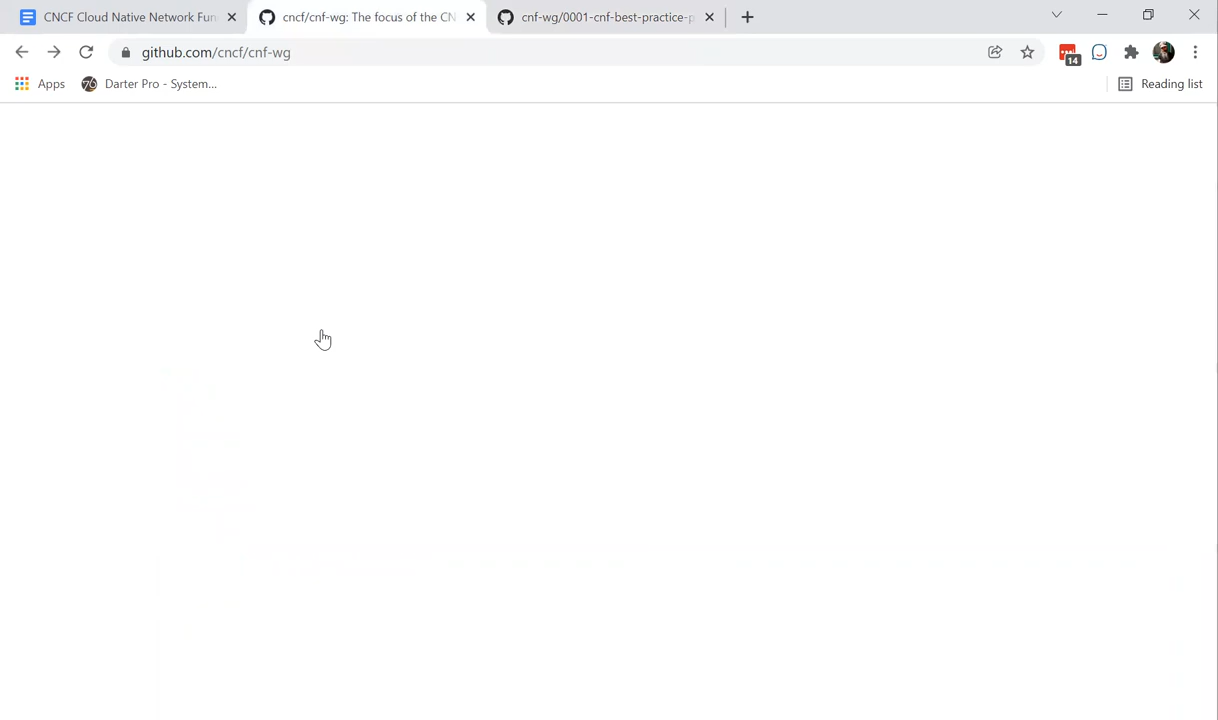 CNCF Cloud Native Network Fun
cncf/cnf-wg: The focus of the CN
cnf-wg/0001-cnf-best-practice-p
github.com/cncf/cnf-wg
14
Apps
76
Darter Pro - System...
Reading list